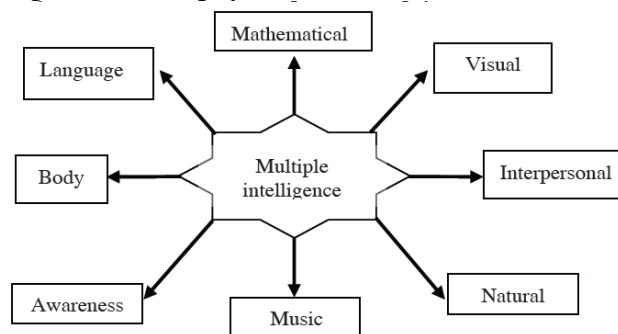 Mathematical
Language
Visual
Multiple
intelligence
Body
Interpersonal
Awareness
Music
Natural